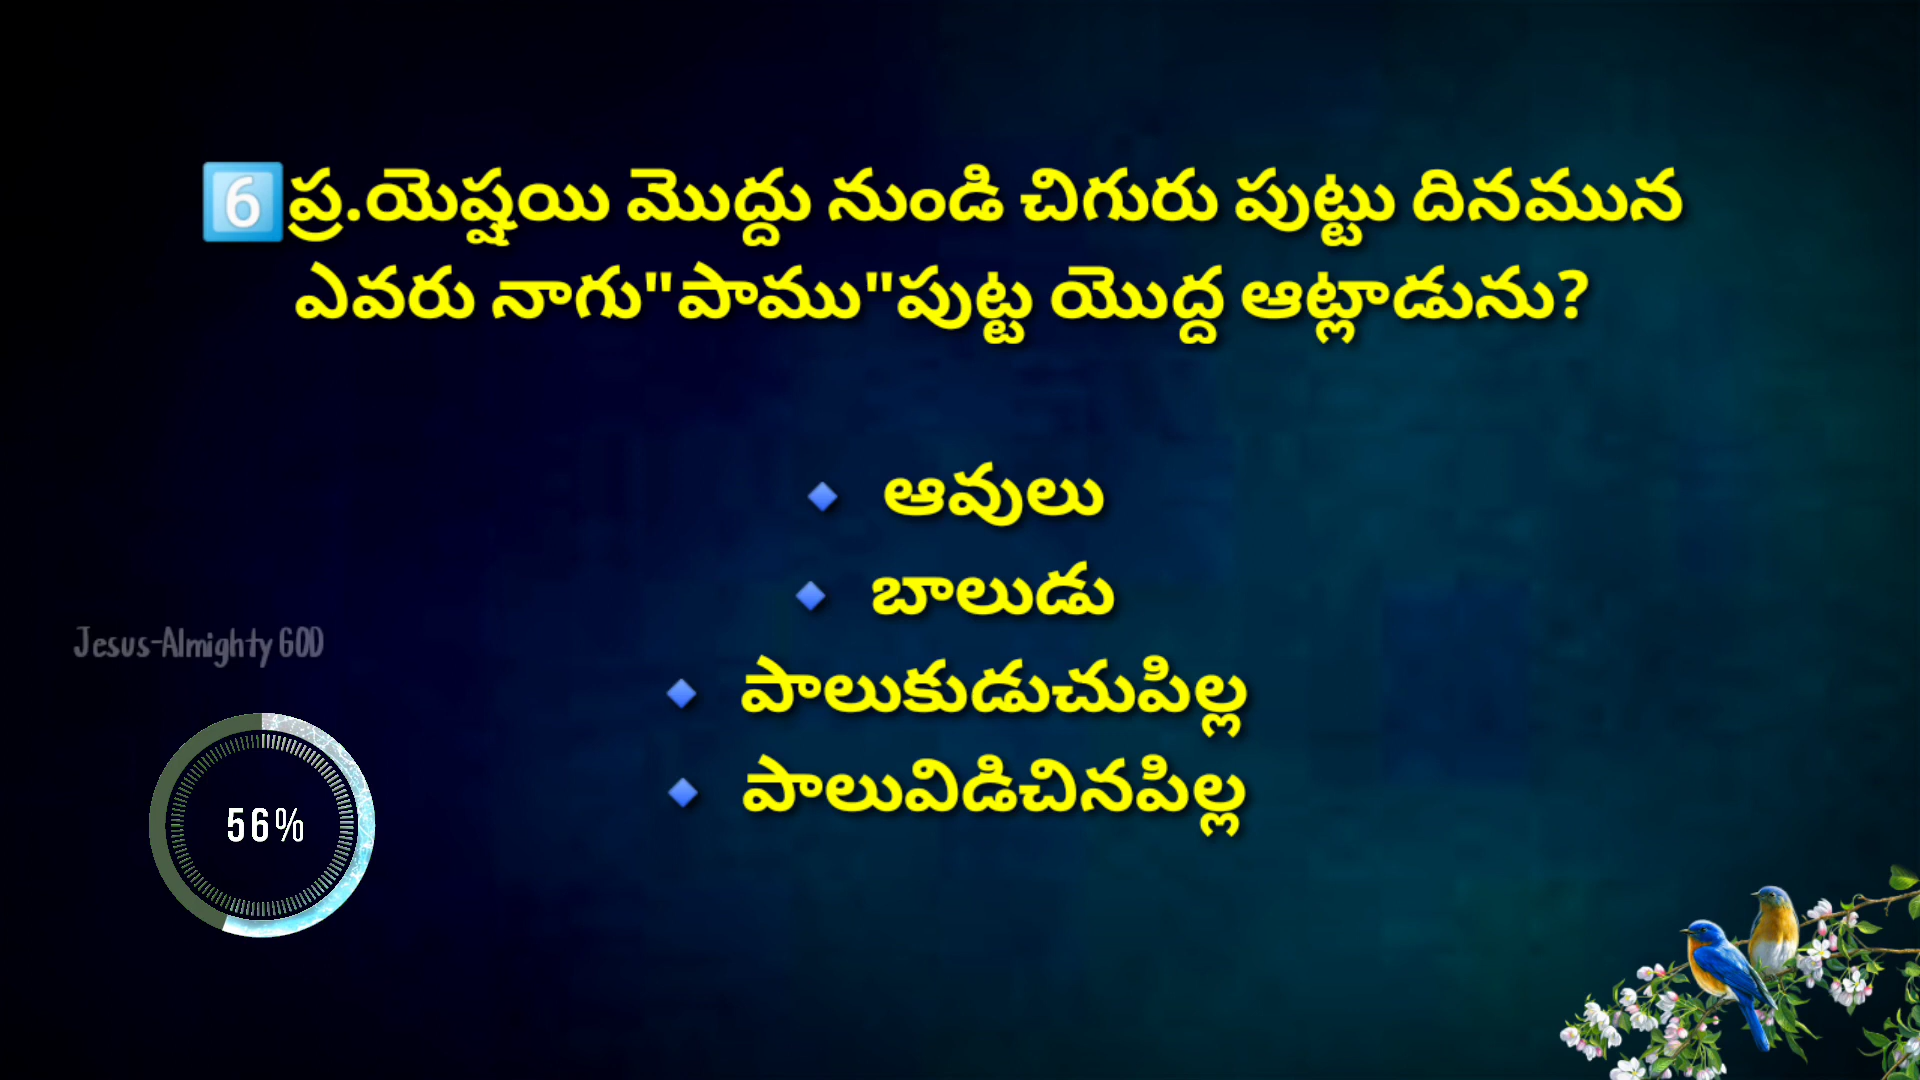 6️⃣ప్ర.యెష్షయి మొద్దు నుండి చిగురు పుట్టు దినమున
ఎవరు నాగు"పాము"పుట్ట యొద్ద ఆట్లాడును?
🔹 ఆవులు
🔹 బాలుడు
🔹 పాలుకుడుచుపిల్ల
🔹 పాలువిడిచినపిల్ల
Jesus-Almighty GOD
56%